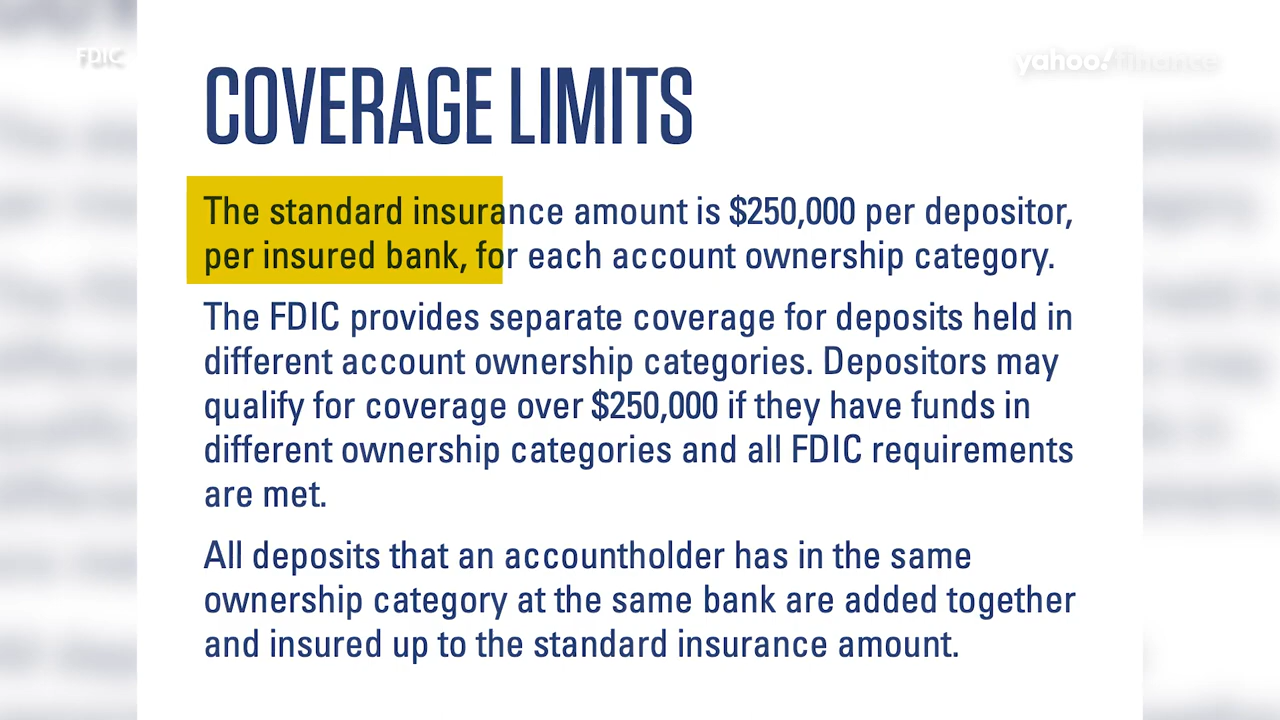 FDIC
yahoo!finance
COVERAGE LIMITS
The standard insurance amount is $250,000 per depositor,
per insured bank, for each account ownership category.
The FDIC provides separate coverage for deposits held in
different account ownership categories. Depositors may
qualify for coverage over $250,000 if they have funds in
different ownership categories and all FDIC requirements
are met.
All deposits that an accountholder has in the same
ownership category at the same bank are added together
and insured up to the standard insurance amount.